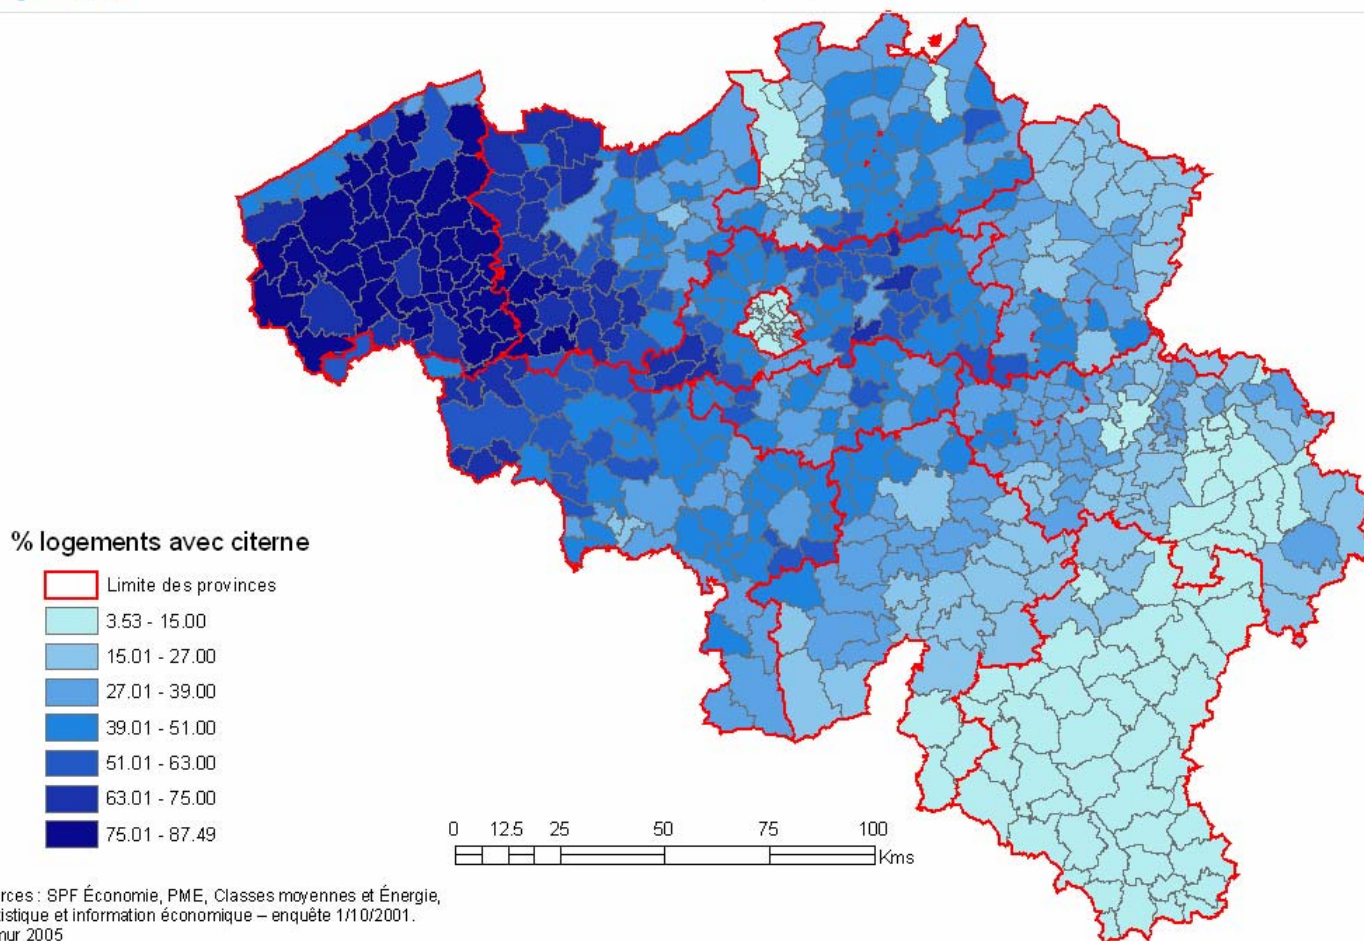 % logements avec citerne
Limite des provinces
3.53 - 15.00
15.01 - 27.00
27.01 - 39.00
39.01 - 51.00
51.01 - 63.00
63.01 - 75.00
75.01 - 87.49
0 12.5 25 50 75 100
Kms
rces : SPF Économie, PME, Classes moyennes et Énergie,
tistique et information économique – enquête 1/10/2001.
mur 2005